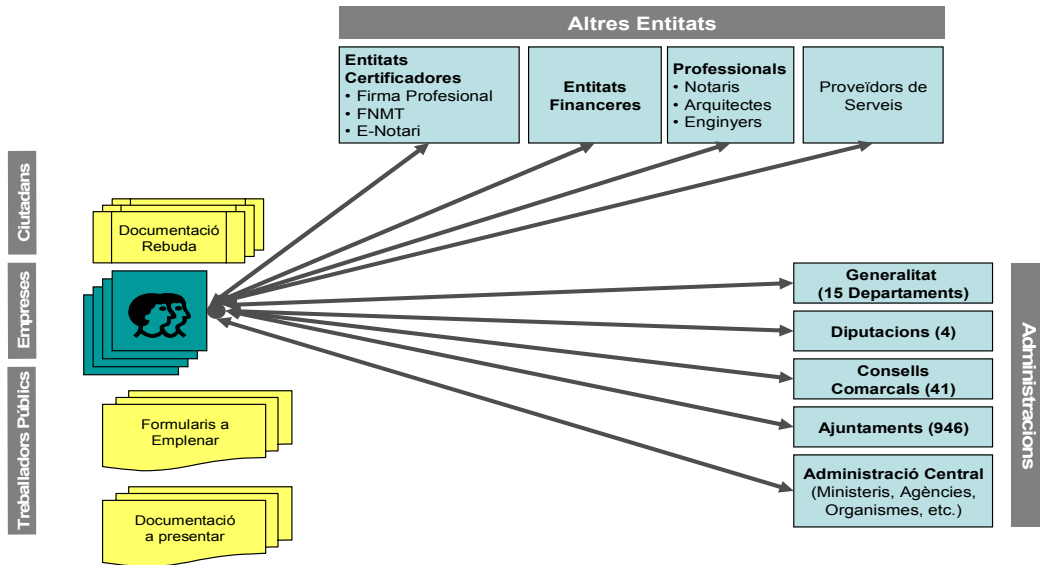 Altres Entitats
Entitats
Certificadores
• Firma Profesional
• FNMT
• E-Notari
Entitats
Financeres
Professionals
• Notaris
• Arquitectes
• Enginyers
Proveïdors de
Serveis
Ciutadans
Empreses
Treballadors Públics
Documentació
Rebuda
Formularis a
Emplenar
Documentació
a presentar
Generalitat
(15 Departaments)
Diputacions (4)
Consells
Comarcals (41)
Ajuntaments (946)
Administració Central
(Ministeris, Agències,
Organismes, etc.)
Administracions